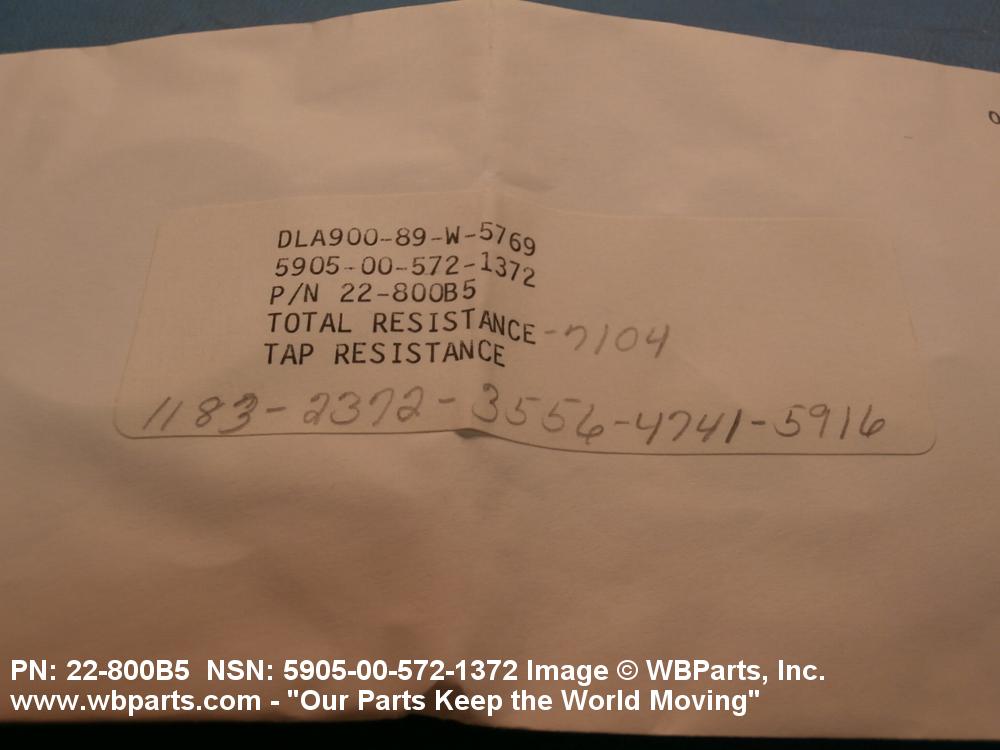 DLA900-89-W-5769
5905-00-572-1372
P/N 22-800B5
TOTAL RESISTANCE-7104
TAP RESISTANCE
1183-2372-3556-4741-5916
PN: 22-800B5 NSN: 5905-00-572-1372 Image © WBParts, Inc.
www.wbparts.com - "Our Parts Keep the World Moving"